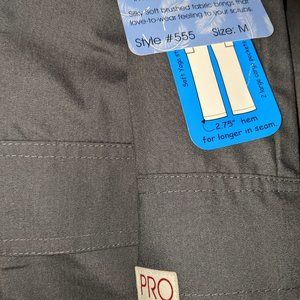 Silky soft brushed fabric brings that
love-to-wear feeling to your scrubs.
Style #555
Size: M
2.75" hem
for longer in seam.
PRO